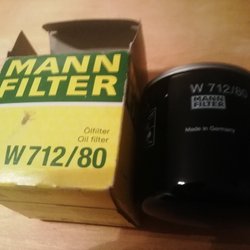 MANN
FILTER
Ölfilter
Oil filter
W 712/80
W 712/80
MANN
FILTER
Made in Germany